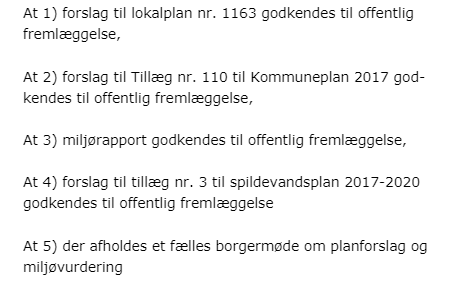 At 1) forslag til lokalplan nr. 1163 godkendes til offentlig
fremlæggelse,
At 2) forslag til Tillæg nr. 110 til Kommuneplan 2017 god-
kendes til offentlig fremlæggelse,
At 3) miljørapport godkendes til offentlig fremlæggelse,
At 4) forslag til tillæg nr. 3 til spildevandsplan 2017-2020
godkendes til offentlig fremlæggelse
At 5) der afholdes et fælles borgermøde om planforslag og
miljøvurdering